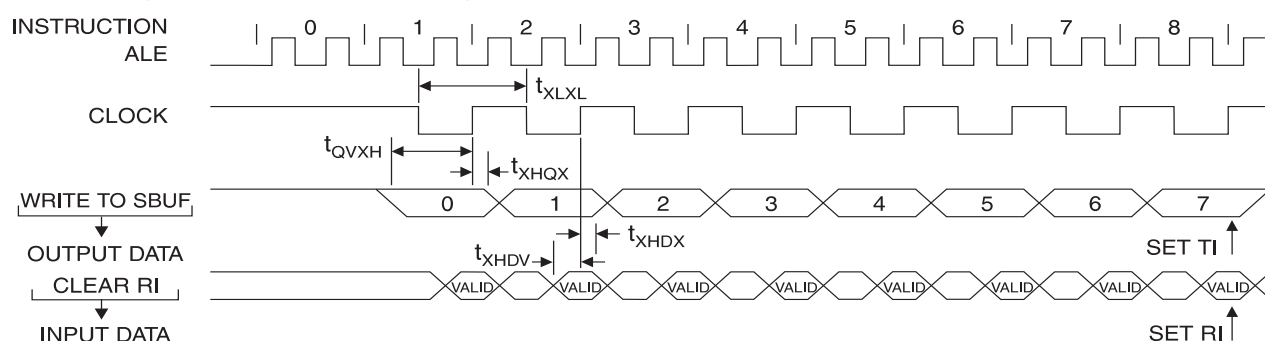 INSTRUCTION 0 1 2 3 4 5 6 7 8
ALE
tXLXL
CLOCK
tQVXH
tXHQX
WRITE TO SBUF 0 1 2 3 4 5 6 7
tXHDX
OUTPUT DATA SET TI
tXHDV
CLEAR RI VALID VALID VALID VALID VALID VALID VALID VALID
INPUT DATA SET RI